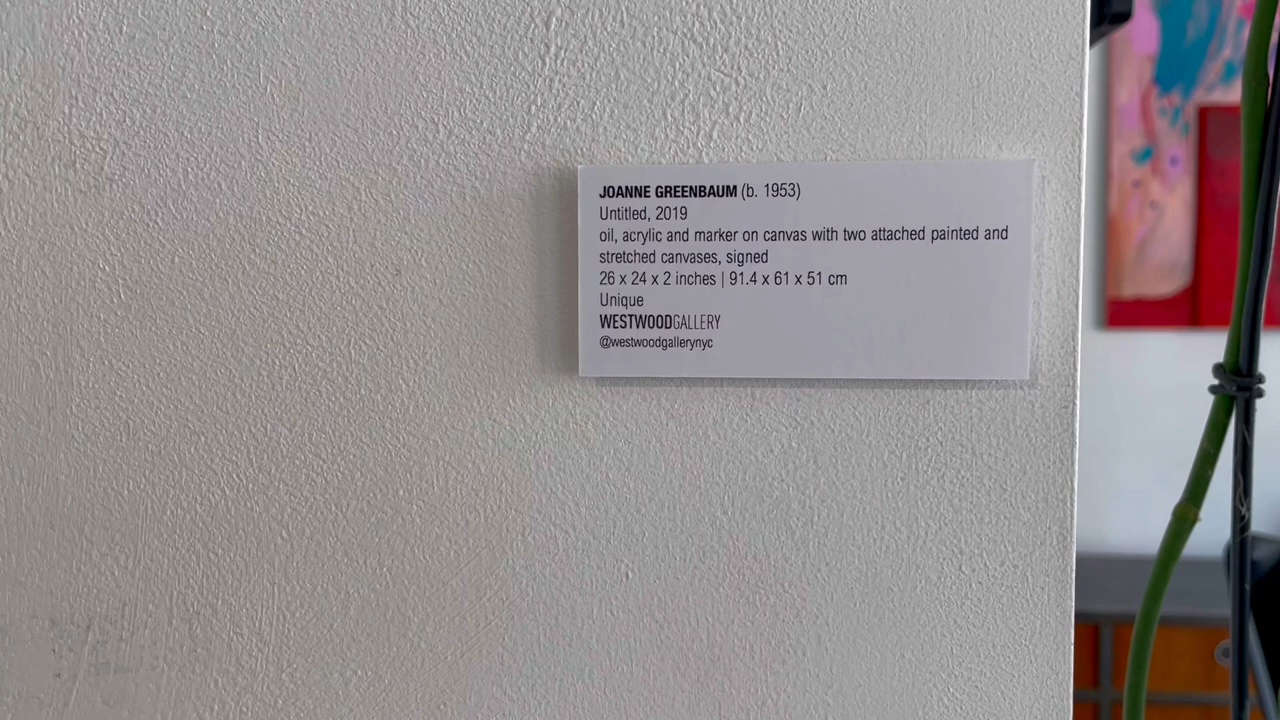 JOANNE GREENBAUM (b. 1953)
Untitled, 2019
oil, acrylic and marker on canvas with two attached painted and
stretched canvases, signed
26 x 24 x 2 inches | 91.4 x 61 x 51 cm
Unique
WESTWOODGALLERY
@westwoodgallerynyc